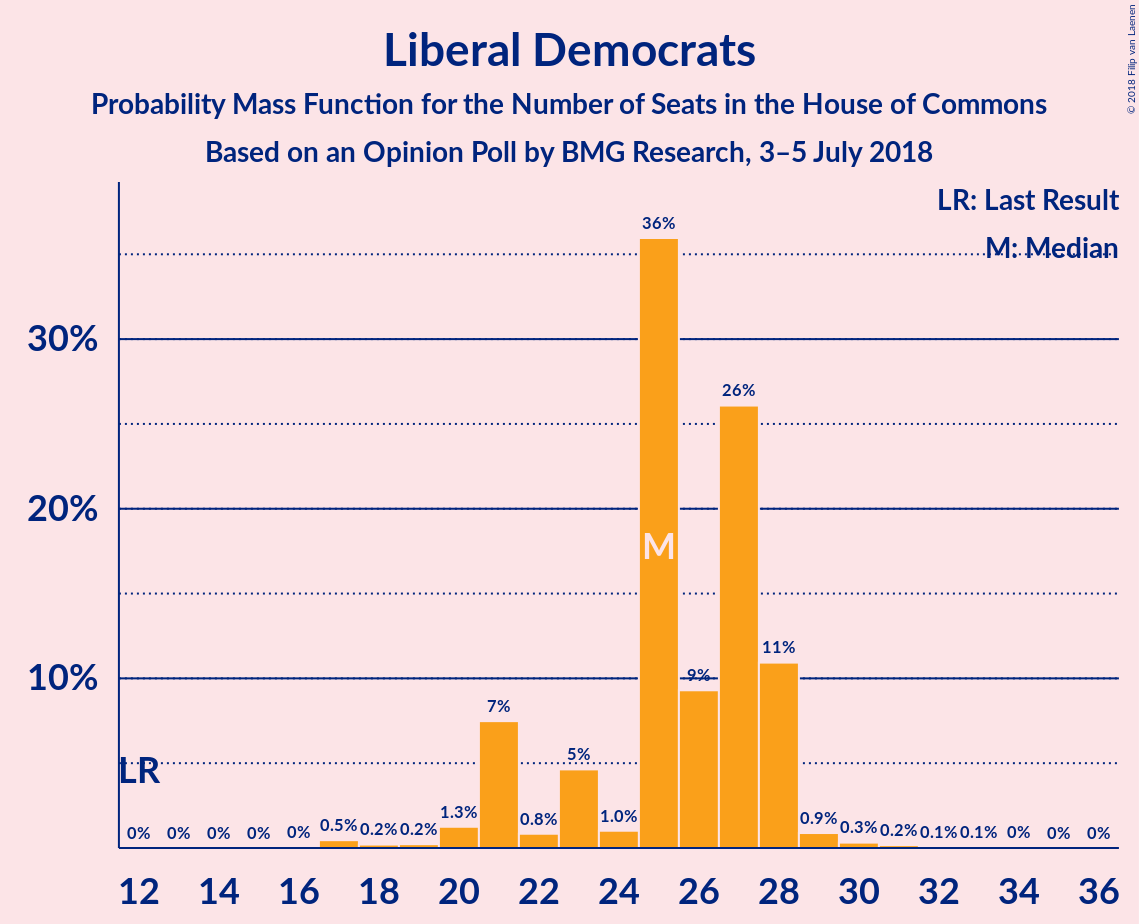 Liberal Democrats
Probability Mass Function for the Number of Seats in the House of Commons
Based on an Opinion Poll by BMG Research, 3–5 July 2018
© 2018 Filip van Laenen
LR: Last Result
M: Median
30%
20%
10%
LR
M
0% 0% 0% 0% 0% 0.5% 0.2% 0.2% 1.3% 7% 0.8% 5% 1.0% 36% 9% 26% 11% 0.9% 0.3% 0.2% 0.1% 0.1% 0% 0% 0%
12 14 16 18 20 22 24 26 28 30 32 34 36